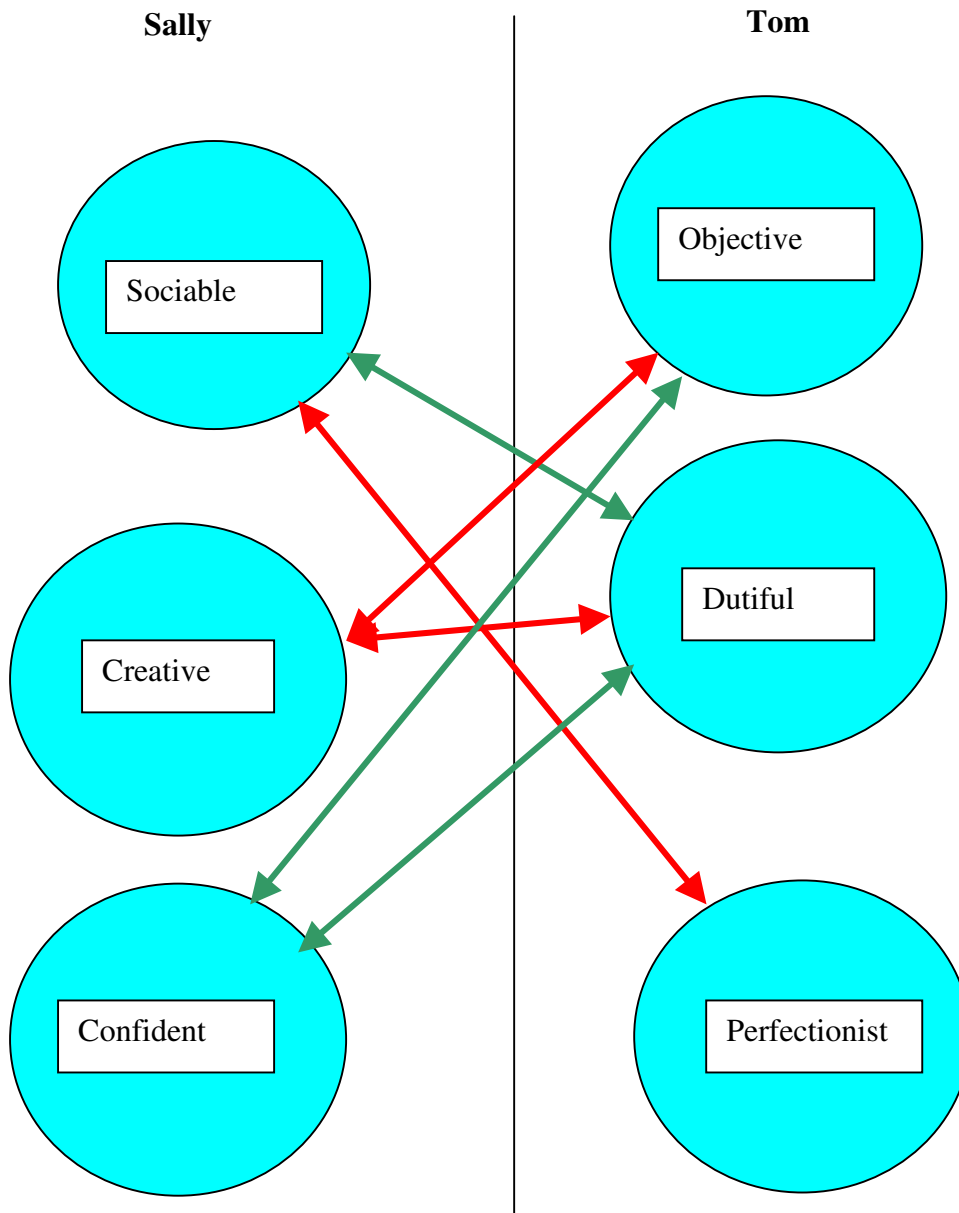 Sally
Tom
Sociable
Objective
Creative
Dutiful
Confident
Perfectionist